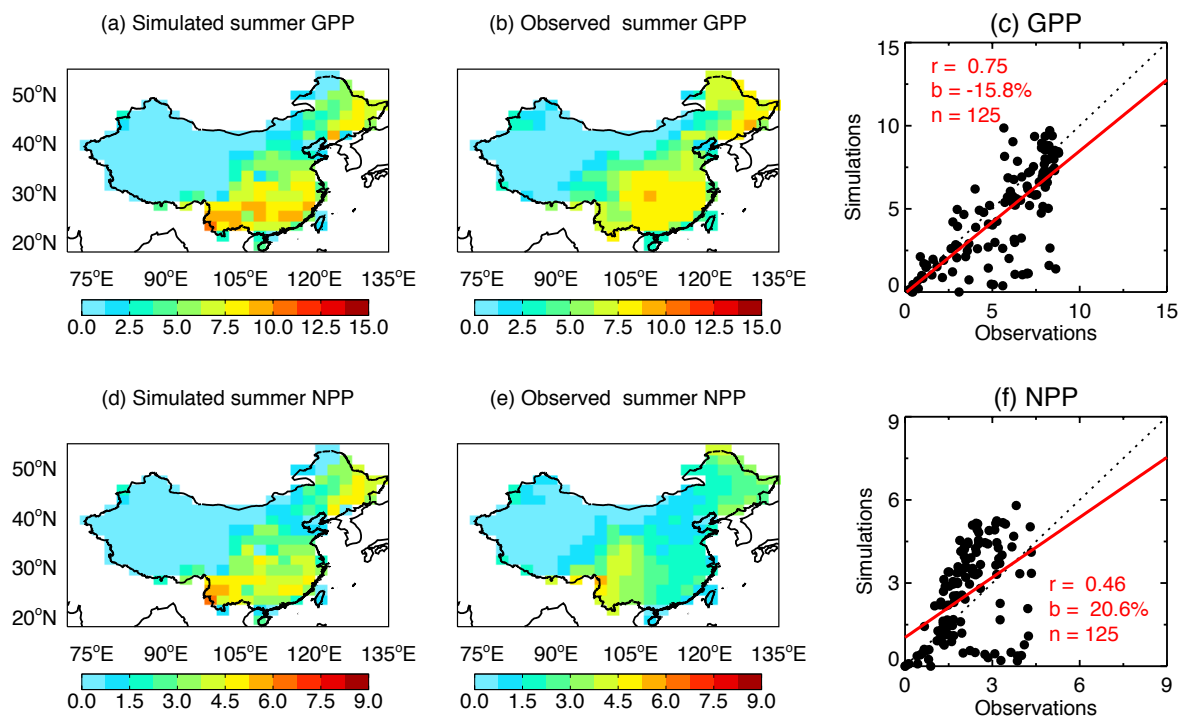 (a) Simulated summer GPP
(b) Observed summer GPP
(c) GPP
50°N
40°N
30°N
20°N
75°E 90°E 105°E 120°E 135°E
75°E 90°E 105°E 120°E 135°E
0.0 2.5 5.0 7.5 10.0 12.5 15.0
0.0 2.5 5.0 7.5 10.0 12.5 15.0
15
10
5
0
Simulations
r = 0.75
b = -15.8%
n = 125
0 5 10 15
Observations
(d) Simulated summer NPP
(e) Observed summer NPP
(f) NPP
50°N
40°N
30°N
20°N
75°E 90°E 105°E 120°E 135°E
75°E 90°E 105°E 120°E 135°E
0.0 1.5 3.0 4.5 6.0 7.5 9.0
0.0 1.5 3.0 4.5 6.0 7.5 9.0
9
6
3
0
Simulations
r = 0.46
b = 20.6%
n = 125
0 3 6 9
Observations